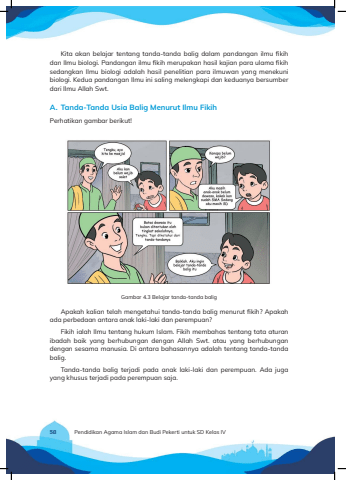 Kita akan belajar tentang tanda-tanda balig dalam pandangan ilmu fikih
dan Ilmu biologi. Pandangan ilmu fikih merupakan hasil kajian para ulama fikih
sedangkan Ilmu biologi adalah hasil penelitian para ilmuwan yang menekuni
biologi. Kedua pandangan Ilmu ini saling melengkapi dan keduanya bersumber
dari Ilmu Allah Swt.
A. Tanda-Tanda Usia Balig Menurut Ilmu Fikih
Perhatikan gambar berikut!
Tengku, ayo
kita ke masjid
Aku kan
belum wajib
salat
Kenapa belum
wajib?
Aku masih
anak-anak belum
dewasa, kakak kan
sudah SMA Sedang
aku masih SD
Batas dewasa itu
bukan ditentukan oleh
tingkat sekolahnya,
Tengku. Tapi ditentukan dari
tanda-tandanya
Baiklah. Aku ingin
belajar tanda-tanda
balig itu
Gambar 4.3 Belajar tanda-tanda balig
Apakah kalian telah mengetahui tanda-tanda balig menurut fikih? Apakah
ada perbedaan antara anak laki-laki dan perempuan?
Fikih ialah Ilmu tentang hukum Islam. Fikih membahas tentang tata aturan
ibadah baik yang berhubungan dengan Allah Swt. atau yang berhubungan
dengan sesama manusia. Di antara bahasannya adalah tentang tanda-tanda
balig.
Tanda-tanda balig terjadi pada anak laki-laki dan perempuan. Ada juga
yang khusus terjadi pada perempuan saja.
58
Pendidikan Agama Islam dan Budi Pekerti untuk SD Kelas IV